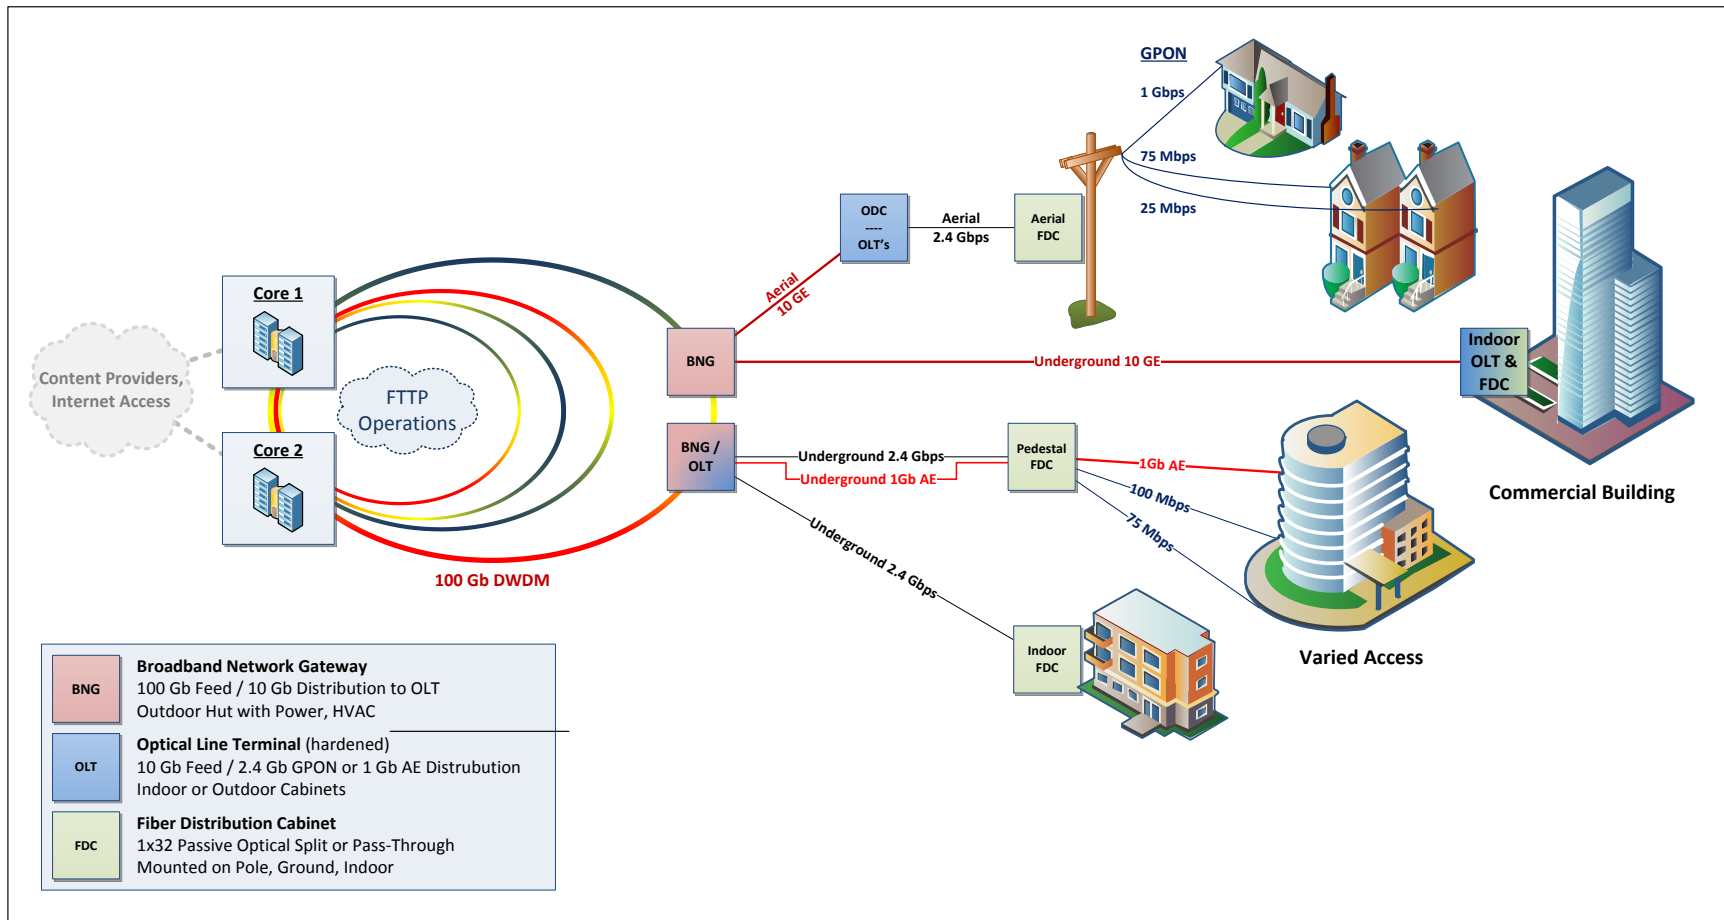 GPON
1 Gbps
75 Mbps
25 Mbps
ODC
----
OLT's
Aerial
2.4 Gbps
Aerial
FDC
Aerial
10 GE
Core 1
Content Providers,
Internet Access
FTTP
Operations
Core 2
100 Gb DWDM
BNG
Underground 10 GE
Indoor
OLT &
FDC
Commercial Building
BNG /
OLT
Underground 2.4 Gbps
Underground 1Gb AE
Pedestal
FDC
1Gb AE
100 Mbps
75 Mbps
Varied Access
Underground 2.4 Gbps
Indoor
FDC
BNG
Broadband Network Gateway
100 Gb Feed / 10 Gb Distribution to OLT
Outdoor Hut with Power, HVAC
OLT
Optical Line Terminal (hardened)
10 Gb Feed / 2.4 Gb GPON or 1 Gb AE Distrubution
Indoor or Outdoor Cabinets
FDC
Fiber Distribution Cabinet
1x32 Passive Optical Split or Pass-Through
Mounted on Pole, Ground, Indoor